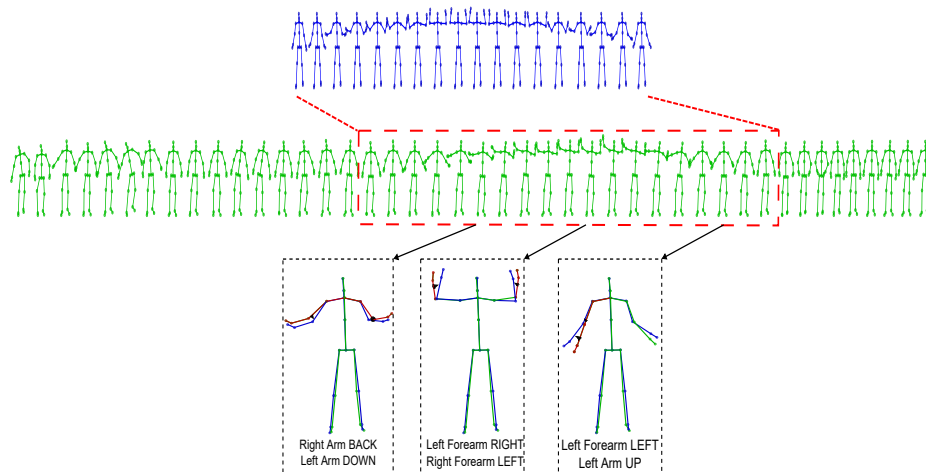 Right Arm BACK
Left Arm DOWN
Left Forearm RIGHT
Right Forearm LEFT
Left Forearm LEFT
Left Arm UP